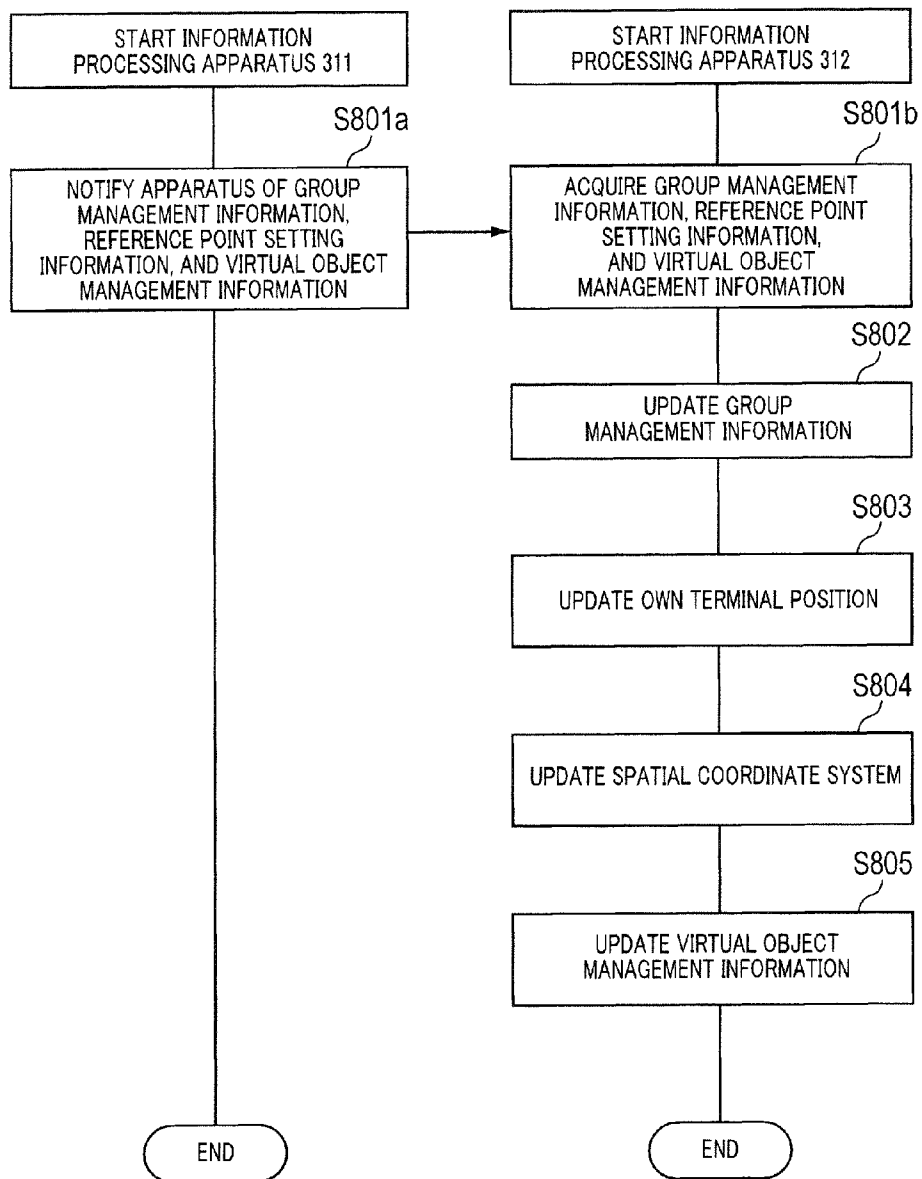 START INFORMATION
PROCESSING APPARATUS 311
START INFORMATION
PROCESSING APPARATUS 312
S801a
S801b
NOTIFY APPARATUS OF GROUP
MANAGEMENT INFORMATION,
REFERENCE POINT SETTING
INFORMATION, AND VIRTUAL OBJECT
MANAGEMENT INFORMATION
ACQUIRE GROUP MANAGEMENT
INFORMATION, REFERENCE POINT
SETTING INFORMATION,
AND VIRTUAL OBJECT
MANAGEMENT INFORMATION
S802
UPDATE GROUP
MANAGEMENT INFORMATION
S803
UPDATE OWN TERMINAL POSITION
S804
UPDATE SPATIAL COORDINATE SYSTEM
S805
UPDATE VIRTUAL OBJECT
MANAGEMENT INFORMATION
END
END